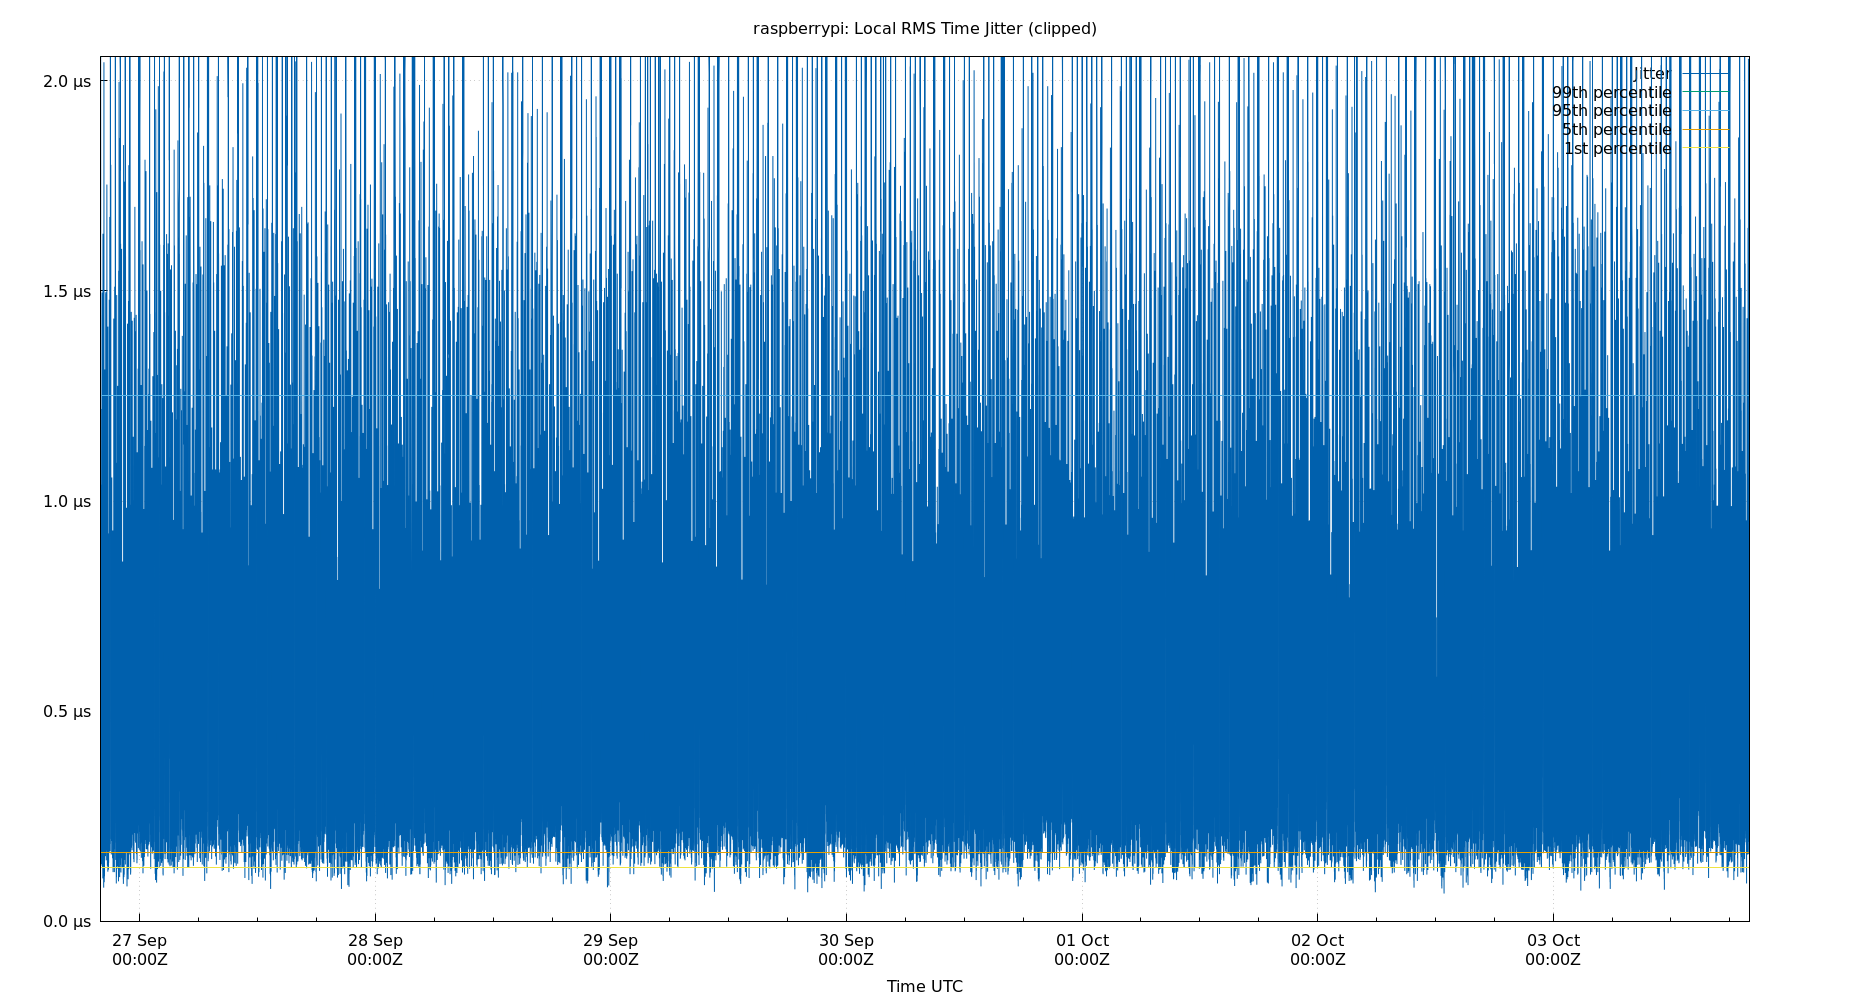 raspberrypi: Local RMS Time Jitter (clipped)
2.0 µs
1.5 µs
1.0 µs
0.5 µs
0.0 µs
Jitter
99th percentile
95th percentile
5th percentile
1st percentile
27 Sep
00:00Z
28 Sep
00:00Z
29 Sep
00:00Z
30 Sep
00:00Z
01 Oct
00:00Z
02 Oct
00:00Z
03 Oct
00:00Z
Time UTC